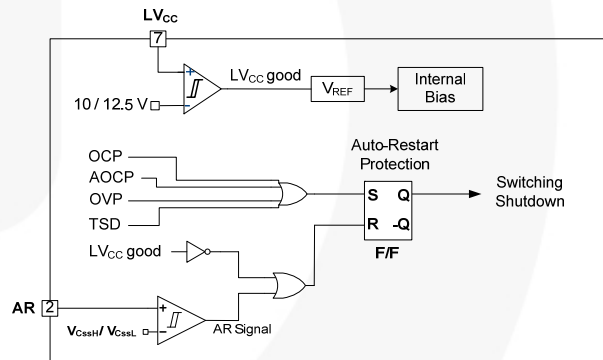 LVCC
7
+
-
10 / 12.5 V
LVCC good
VREF
Internal
Bias
Auto-Restart
Protection
OCP
AOCP
OVP
TSD
S Q
R -Q
F/F
Switching
Shutdown
LVCC good
AR 2
+
-
VCssH/ VCssL
AR Signal